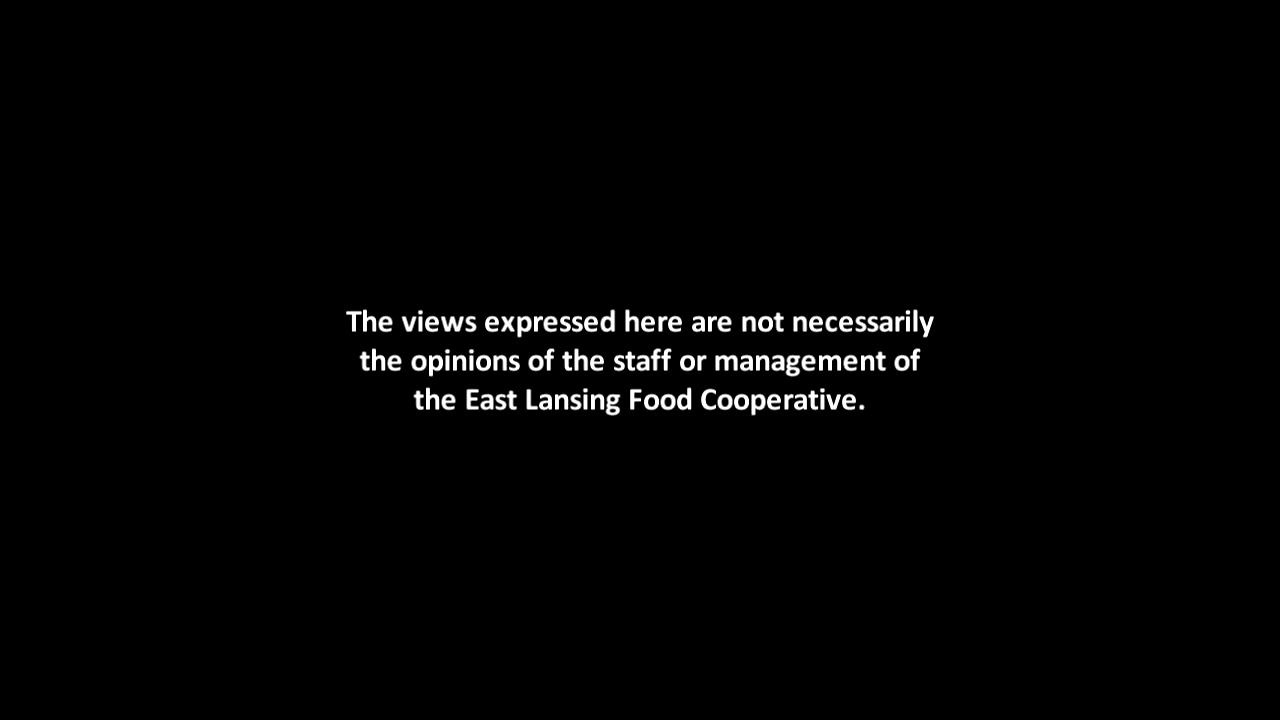 The views expressed here are not necessarily
the opinions of the staff or management of
the East Lansing Food Cooperative.